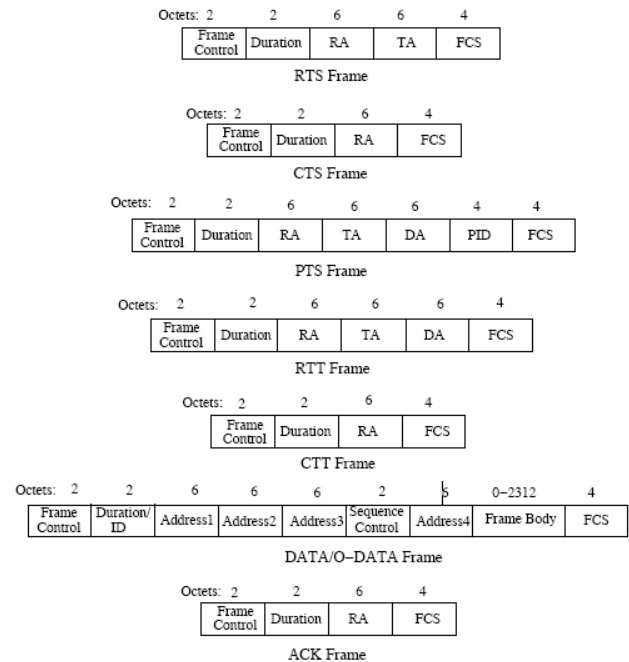 Octets: 2 2 6 6 4
Frame Control Duration RA TA FCS
RTS Frame
Octets: 2 2 6 4
Frame Control Duration RA FCS
CTS Frame
Octets: 2 2 6 6 6 4 4
Frame Control Duration RA TA DA PID FCS
PTS Frame
Octets: 2 2 6 6 6 4
Frame Control Duration RA TA DA FCS
RTT Frame
Octets: 2 2 6 4
Frame Control Duration RA FCS
CTT Frame
Octets: 2 2 6 6 6 2 6 0–2312 4
Frame Control Duration/ ID Address1 Address2 Address3 Sequence Control Address4 Frame Body FCS
DATA/O–DATA Frame
Octets: 2 2 6 4
Frame Control Duration RA FCS
ACK Frame